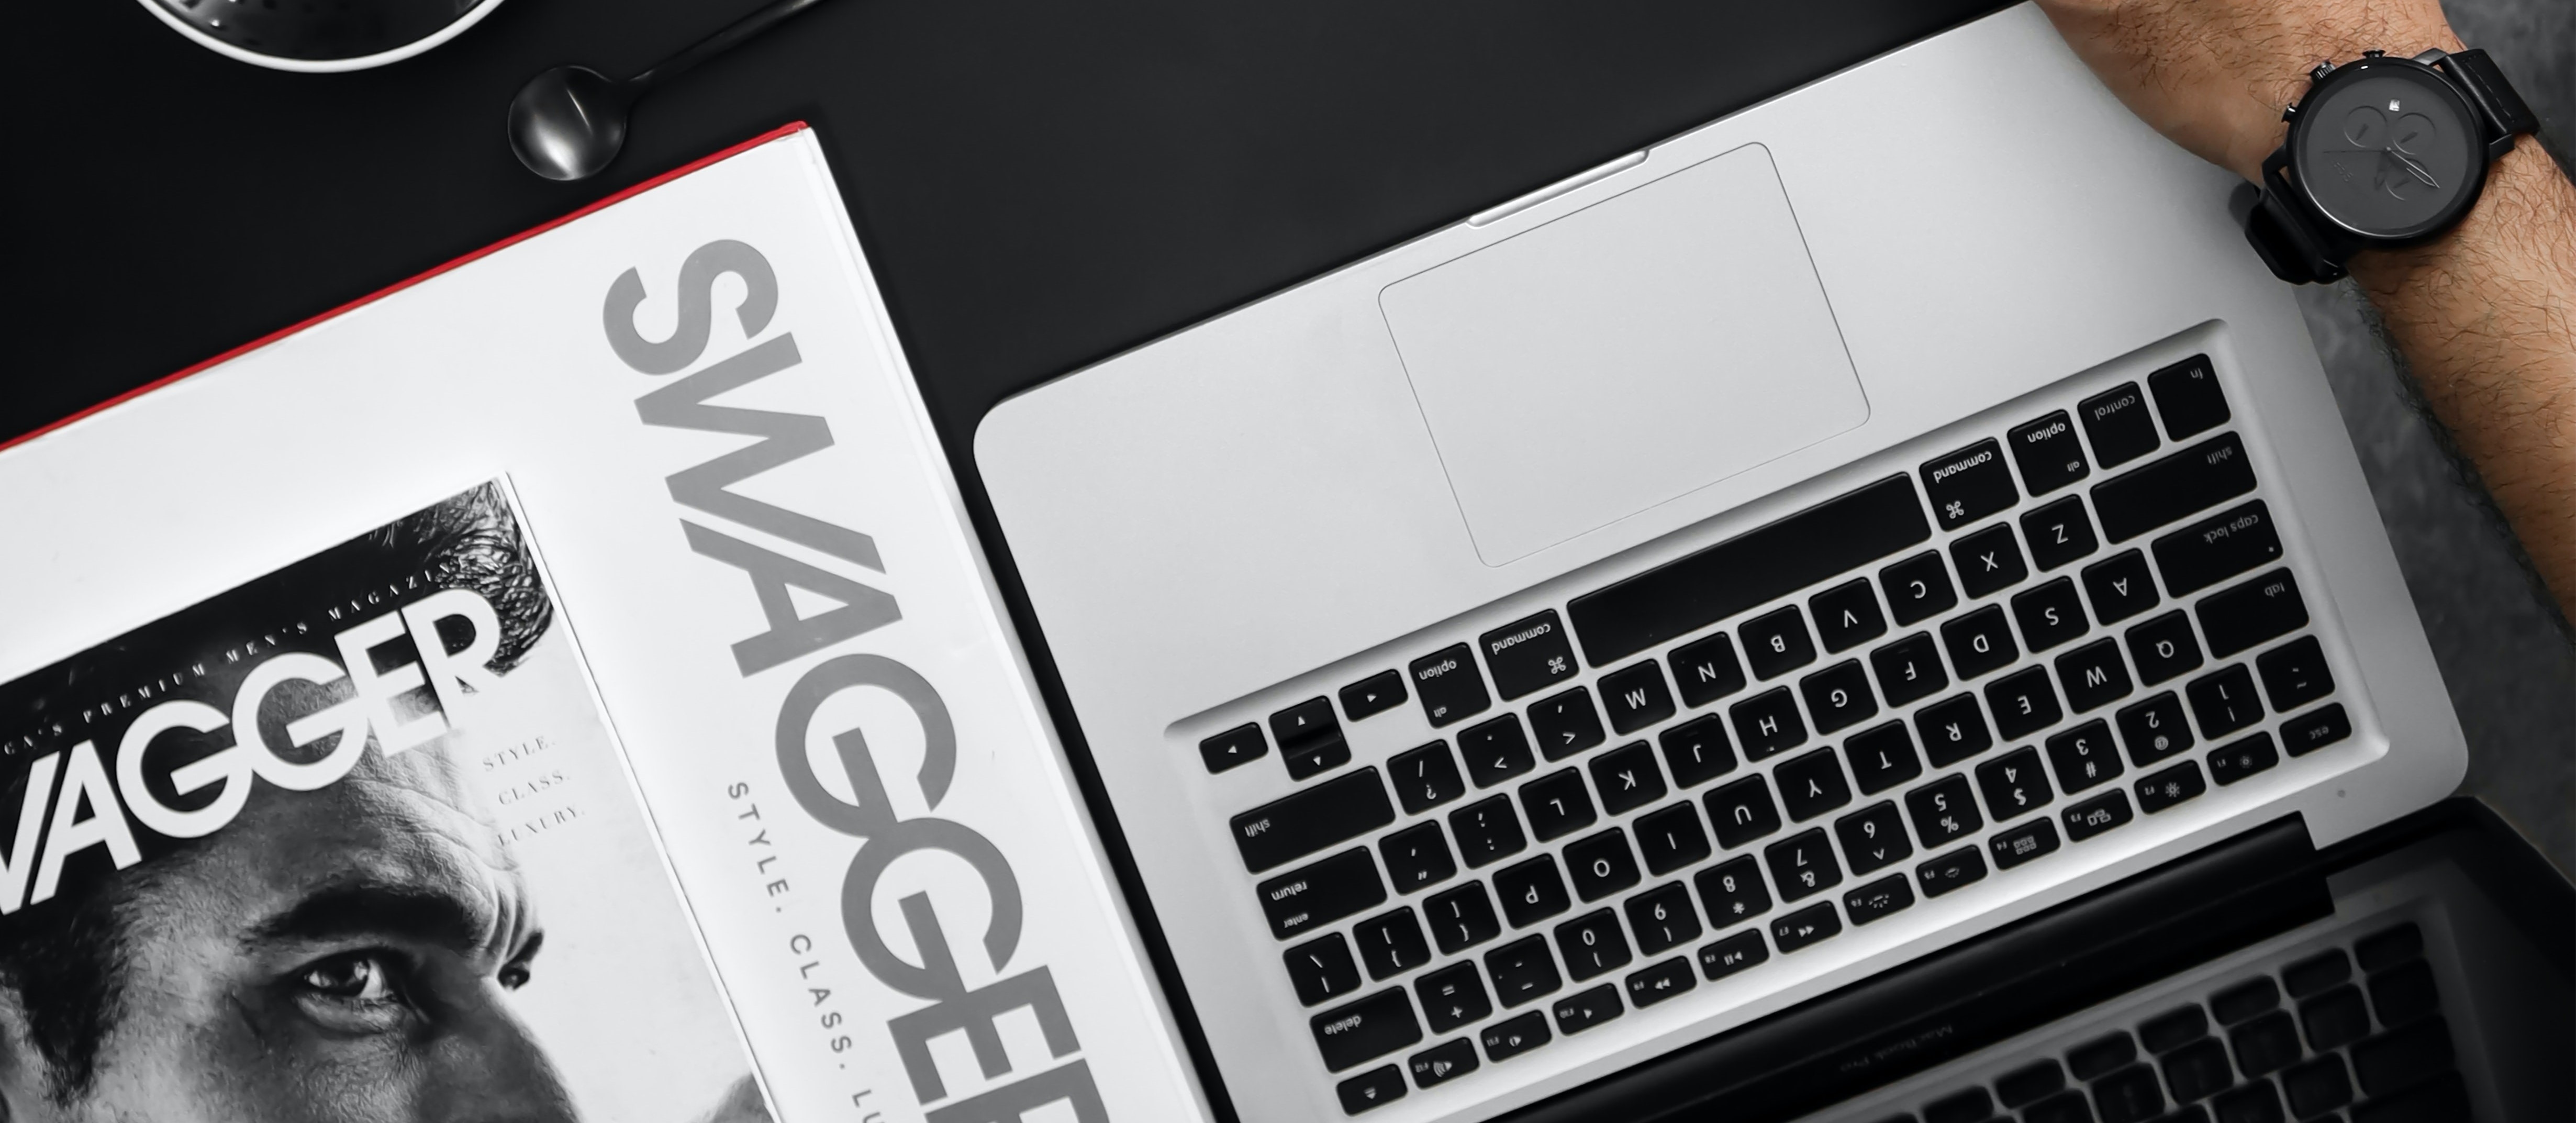 SWAGGER
STYLE. CLASS. LU
CA'S PREMIUM MEN'S MAGAZIN
WAGGER
STYLE.
CLASS.
LUXURY.
fn control option alt command ⌘ ⌘ command alt option
shift Z X C V B N M , < . > / ? shift
caps lock A S D F G H J K L ; : ' " return enter
tab Q W E R T Y U I O P [ { ] } \ |
~ ` 1 ! 2 @ 3 # 4 $ 5 % 6 ^ 7 & 8 * 9 ( 0 ) - _ = + delete
esc F1 F2 F3 F4 F5 F6 F7 F8 F9 F10 F11 F12
MacBook Pro